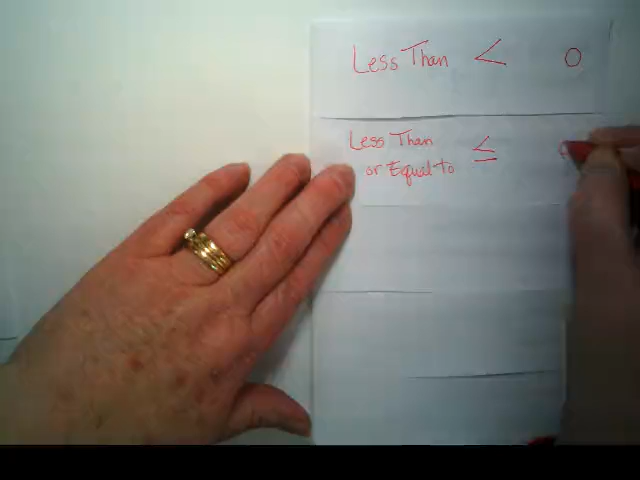 Less Than < O
Less Than ≤
or Equal to